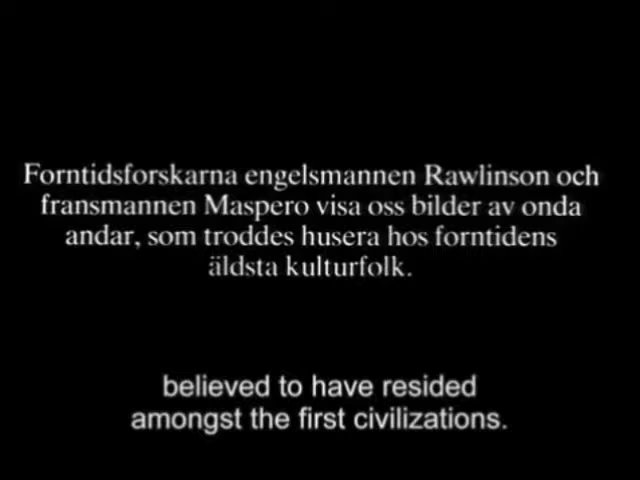 Forntidsforskarna engelsmannen Rawlinson och
fransmannen Maspero visa oss bilder av onda
andar, som troddes husera hos forntidens
äldsta kulturfolk.
believed to have resided
amongst the first civilizations.